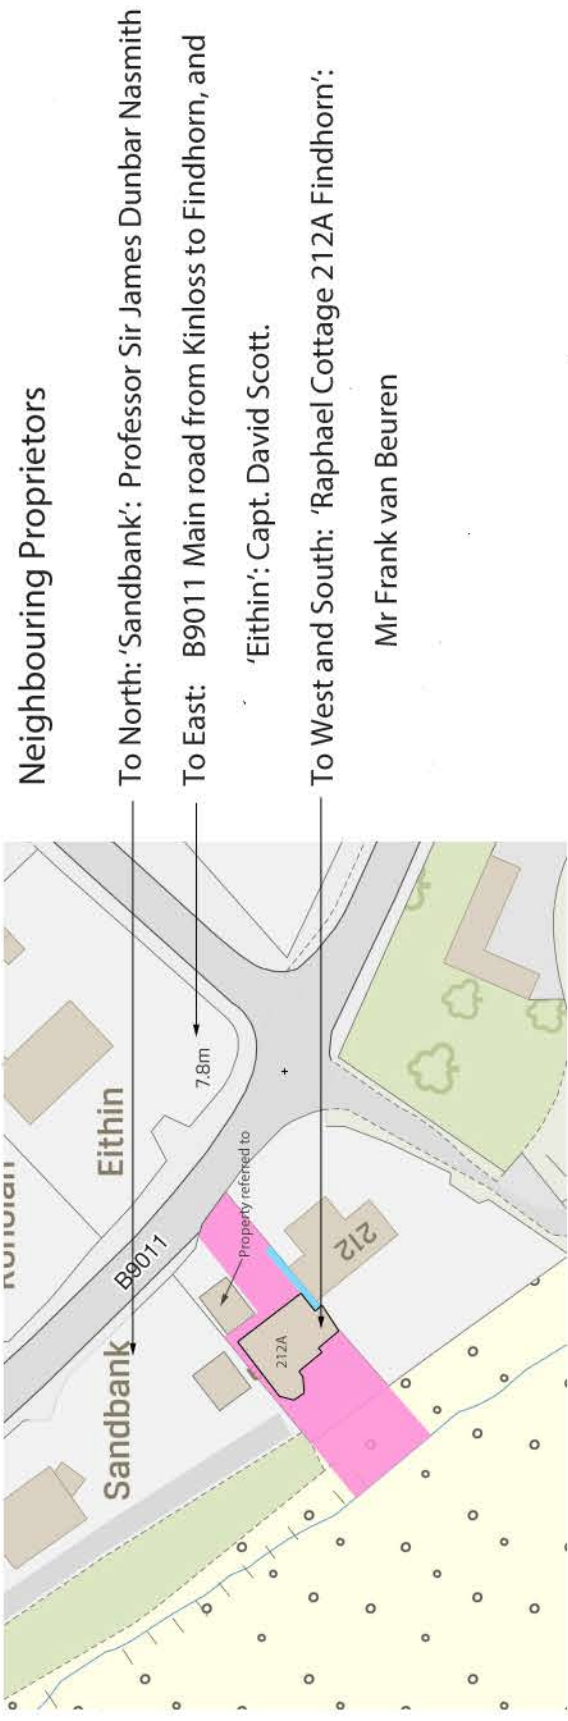 Neighbouring Proprietors
To North: 'Sandbank': Professor Sir James Dunbar Nasmith
To East: B9011 Main road from Kinloss to Findhorn, and
'Eithin': Capt. David Scott.
To West and South: 'Raphael Cottage 212A Findhorn':
Mr Frank van Beuren
Eithin
7.8m
B9011
Property referred to
Sandbank
212A
212